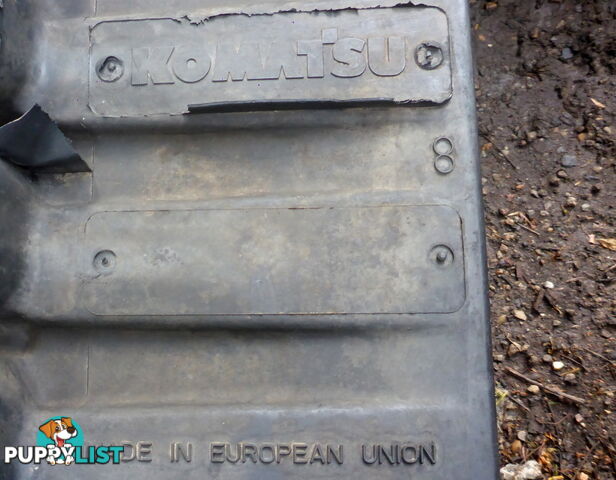 KOMATSU
8
DE IN EUROPEAN UNION
PUPPYLIST